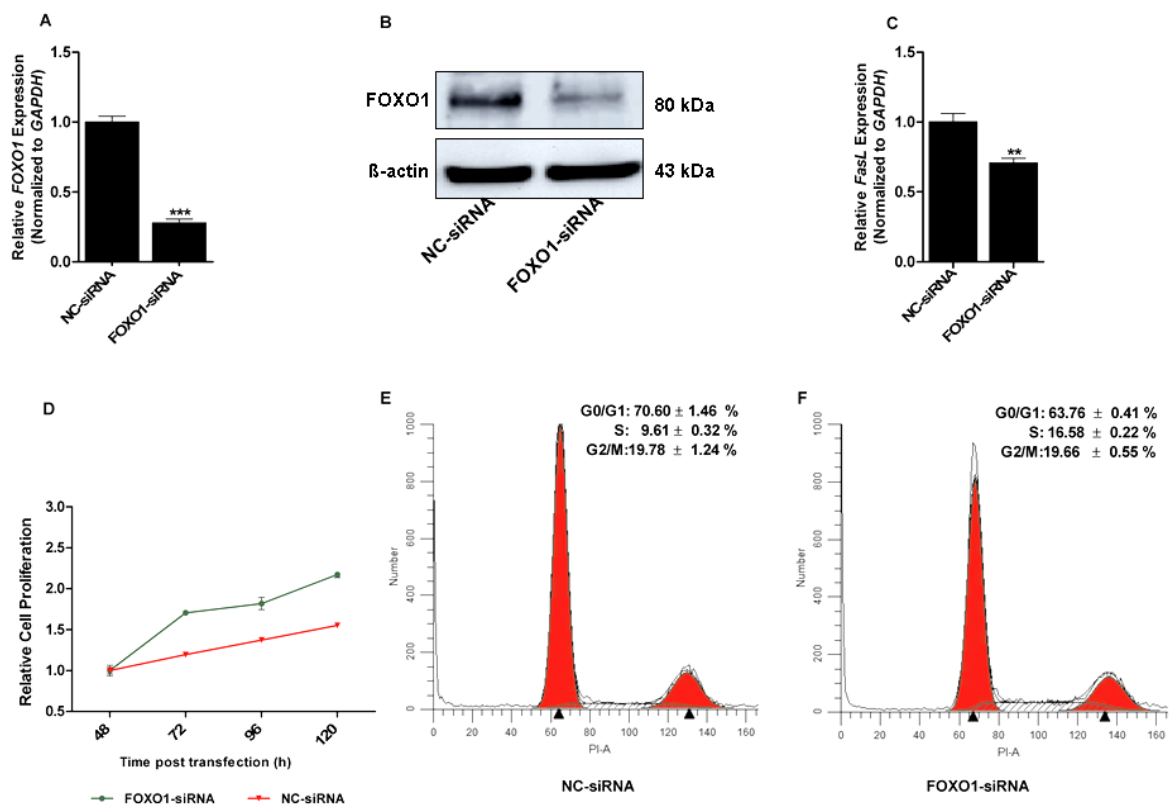 A
Relative FOXO1 Expression
(Normalized to GAPDH)
1.5
1.0
0.5
0.0
***
NC-siRNA
FOXO1-siRNA
B
FOXO1
80 kDa
ß-actin
43 kDa
NC-siRNA
FOXO1-siRNA
C
Relative FasL Expression
(Normalized to GAPDH)
1.5
1.0
0.5
0.0
**
NC-siRNA
FOXO1-siRNA
D
Relative Cell Proliferation
3.0
2.5
2.0
1.5
1.0
0.5
48
72
96
120
Time post transfection (h)
FOXO1-siRNA
NC-siRNA
E
G0/G1: 70.60 ± 1.46 %
S: 9.61 ± 0.32 %
G2/M:19.78 ± 1.24 %
Number
1000
800
600
400
200
0
0 20 40 60 80 100 120 140 160
PI-A
NC-siRNA
F
G0/G1: 63.76 ± 0.41 %
S: 16.58 ± 0.22 %
G2/M:19.66 ± 0.55 %
Number
1000
800
600
400
200
0
0 20 40 60 80 100 120 140 160
PI-A
FOXO1-siRNA